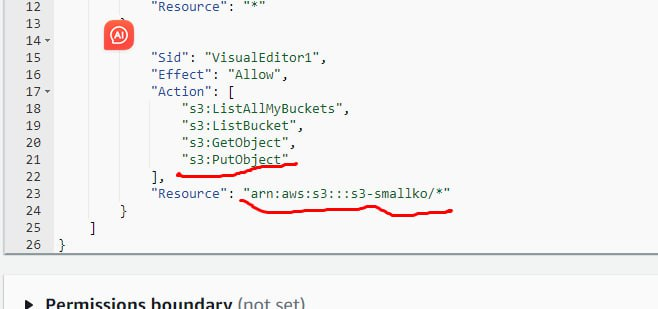 12 "Resource": "*"
13
14
AI
15 "Sid": "VisualEditor1",
16 "Effect": "Allow",
17 "Action": [
18 "s3:ListAllMyBuckets",
19 "s3:ListBucket",
20 "s3:GetObject",
21 "s3:PutObject"
22 ],
23 "Resource": "arn:aws:s3:::s3-smallko/*"
24 }
25 ]
26 }
Permissions boundary (not set)